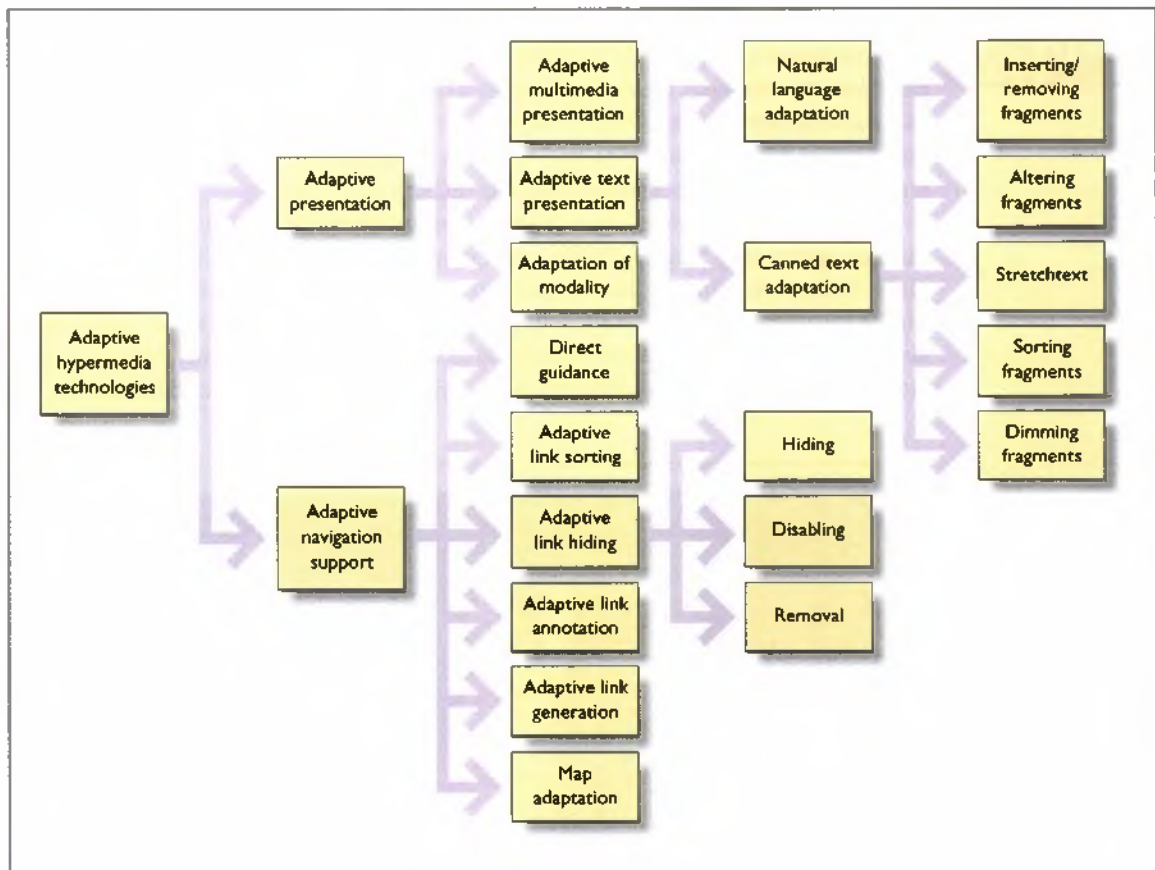 Adaptive
hypermedia
technologies
Adaptive
presentation
Adaptive
navigation
support
Adaptive
multimedia
presentation
Adaptive text
presentation
Adaptation of
modality
Direct
guidance
Adaptive
link sorting
Adaptive
link hiding
Adaptive link
annotation
Adaptive link
generation
Map
adaptation
Natural
language
adaptation
Canned text
adaptation
Hiding
Disabling
Removal
Inserting/
removing
fragments
Altering
fragments
Stretchtext
Sorting
fragments
Dimming
fragments